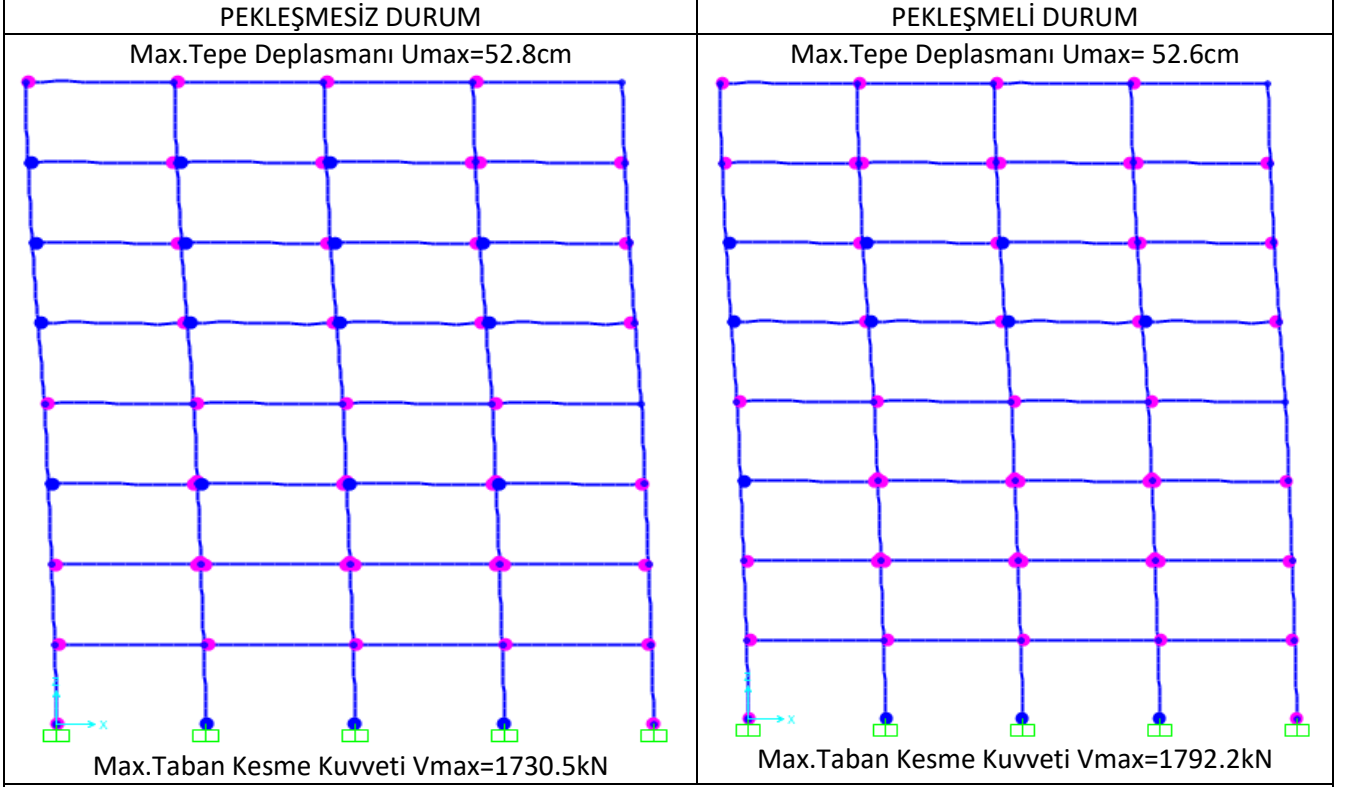 PEKLEŞMESİZ DURUM
PEKLEŞMELİ DURUM
Max.Tepe Deplasmanı Umax=52.8cm
Max.Tepe Deplasmanı Umax= 52.6cm
Z
X
Z
X
Max.Taban Kesme Kuvveti Vmax=1730.5kN
Max.Taban Kesme Kuvveti Vmax=1792.2kN